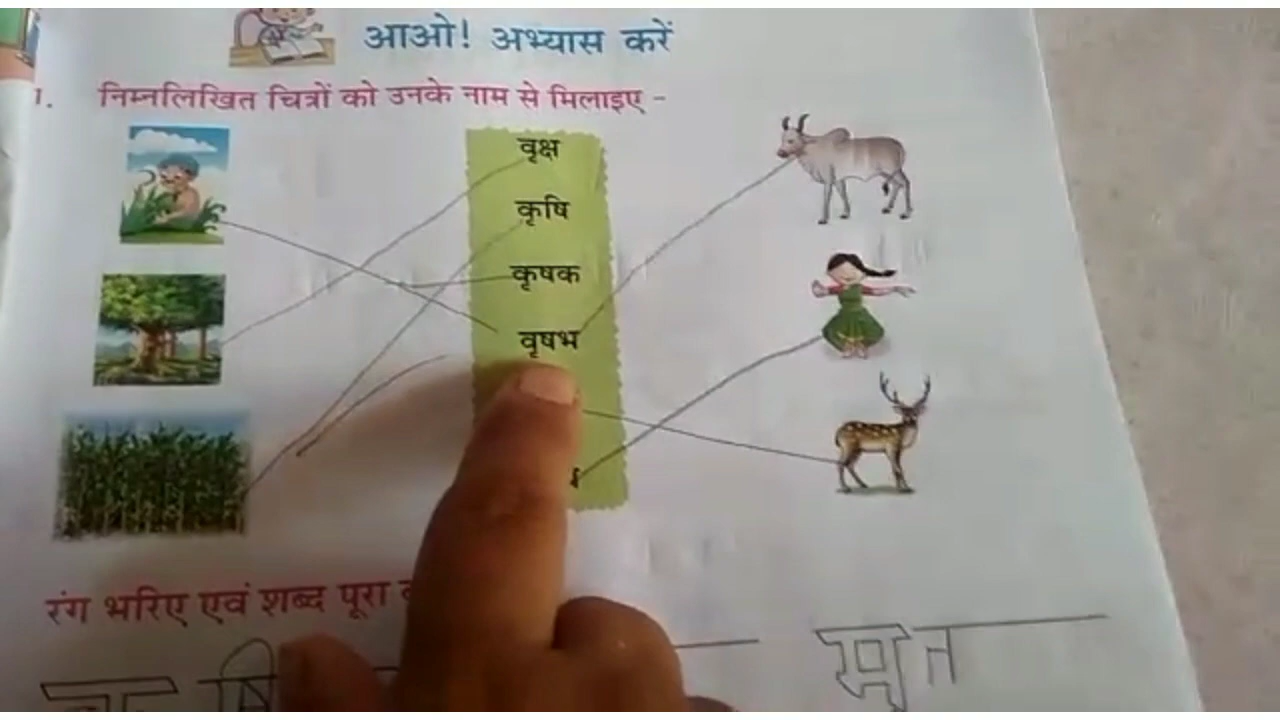 आओ! अभ्यास करें
1. निम्नलिखित चित्रों को उनके नाम से मिलाइए -
वृक्ष
कृषि
कृषक
वृषभ
रंग भरिए एवं शब्द पूरा